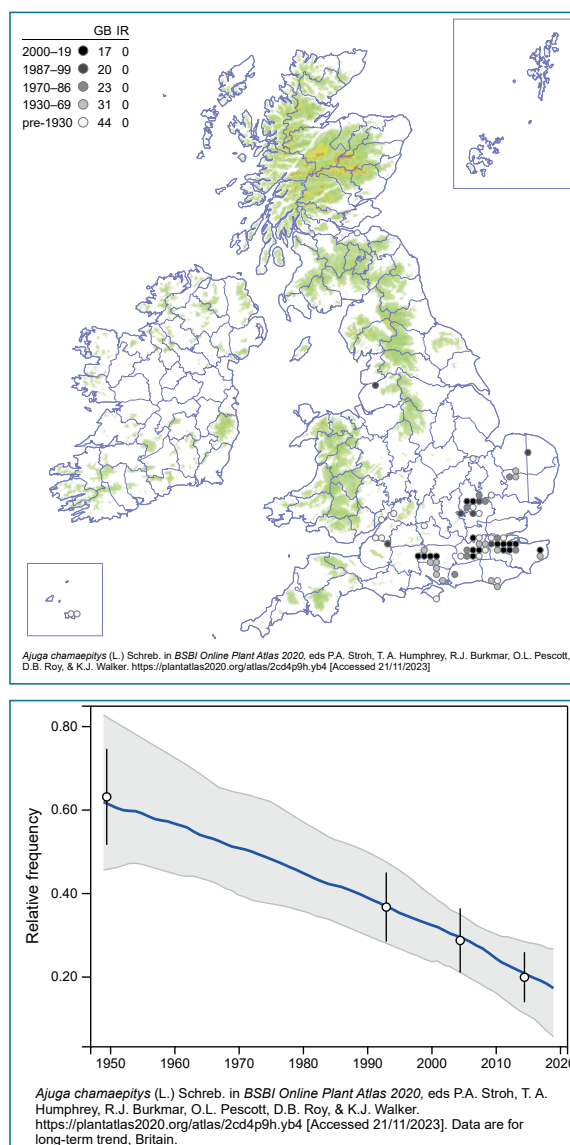 GB IR
2000–19 17 0
1987–99 20 0
1970–86 23 0
1930–69 31 0
pre-1930 44 0
Ajuga chamaepitys (L.) Schreb. in BSBI Online Plant Atlas 2020, eds P.A. Stroh, T. A. Humphrey, R.J. Burkmar, O.L. Pescott,
D.B. Roy, & K.J. Walker. https://plantatlas2020.org/atlas/2cd4p9h.yb4 [Accessed 21/11/2023]
0.80
0.60
0.40
0.20
Relative frequency
1950 1960 1970 1980 1990 2000 2010 2020
Ajuga chamaepitys (L.) Schreb. in BSBI Online Plant Atlas 2020, eds P.A. Stroh, T. A.
Humphrey, R.J. Burkmar, O.L. Pescott, D.B. Roy, & K.J. Walker.
https://plantatlas2020.org/atlas/2cd4p9h.yb4 [Accessed 21/11/2023]. Data are for
long-term trend, Britain.